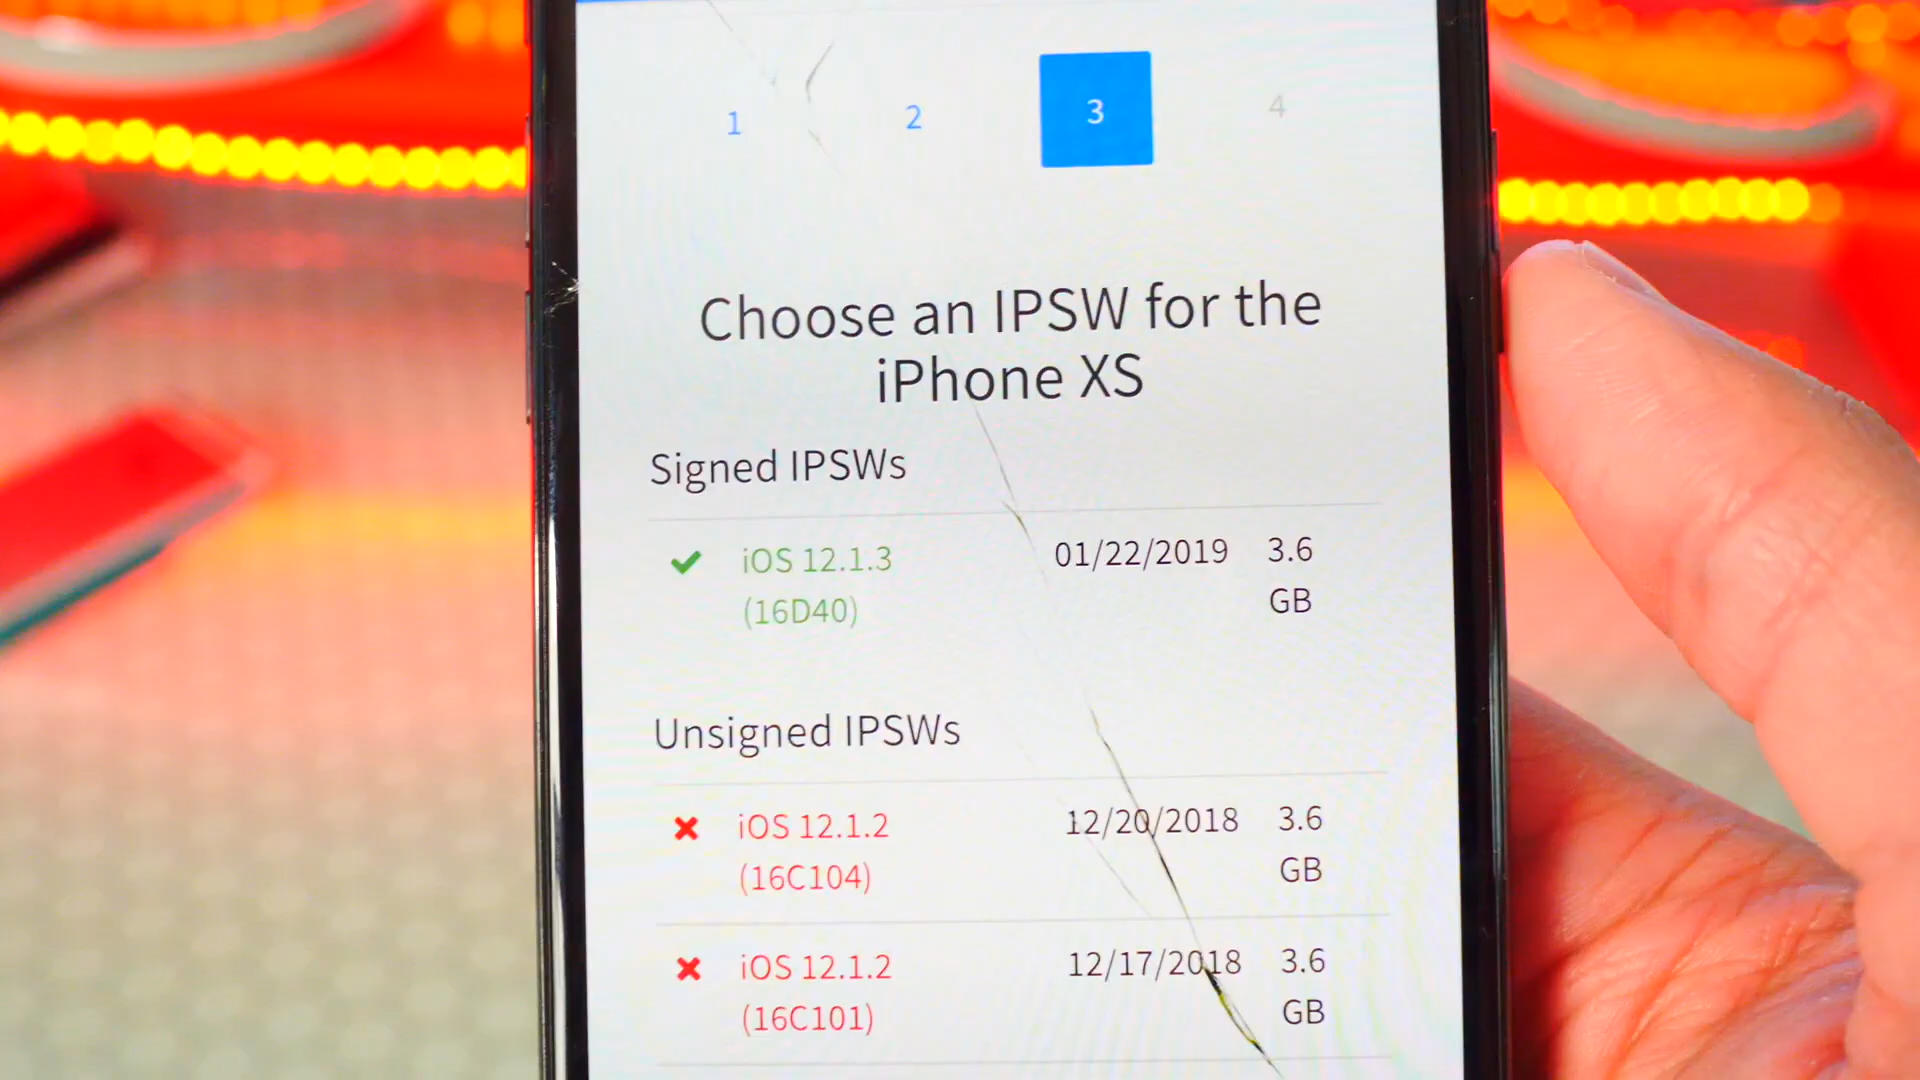 1 2 3 4
Choose an IPSW for the
iPhone XS
Signed IPSWs
iOS 12.1.3 01/22/2019 3.6
(16D40) GB
Unsigned IPSWs
iOS 12.1.2 12/20/2018 3.6
(16C104) GB
iOS 12.1.2 12/17/2018 3.6
(16C101) GB